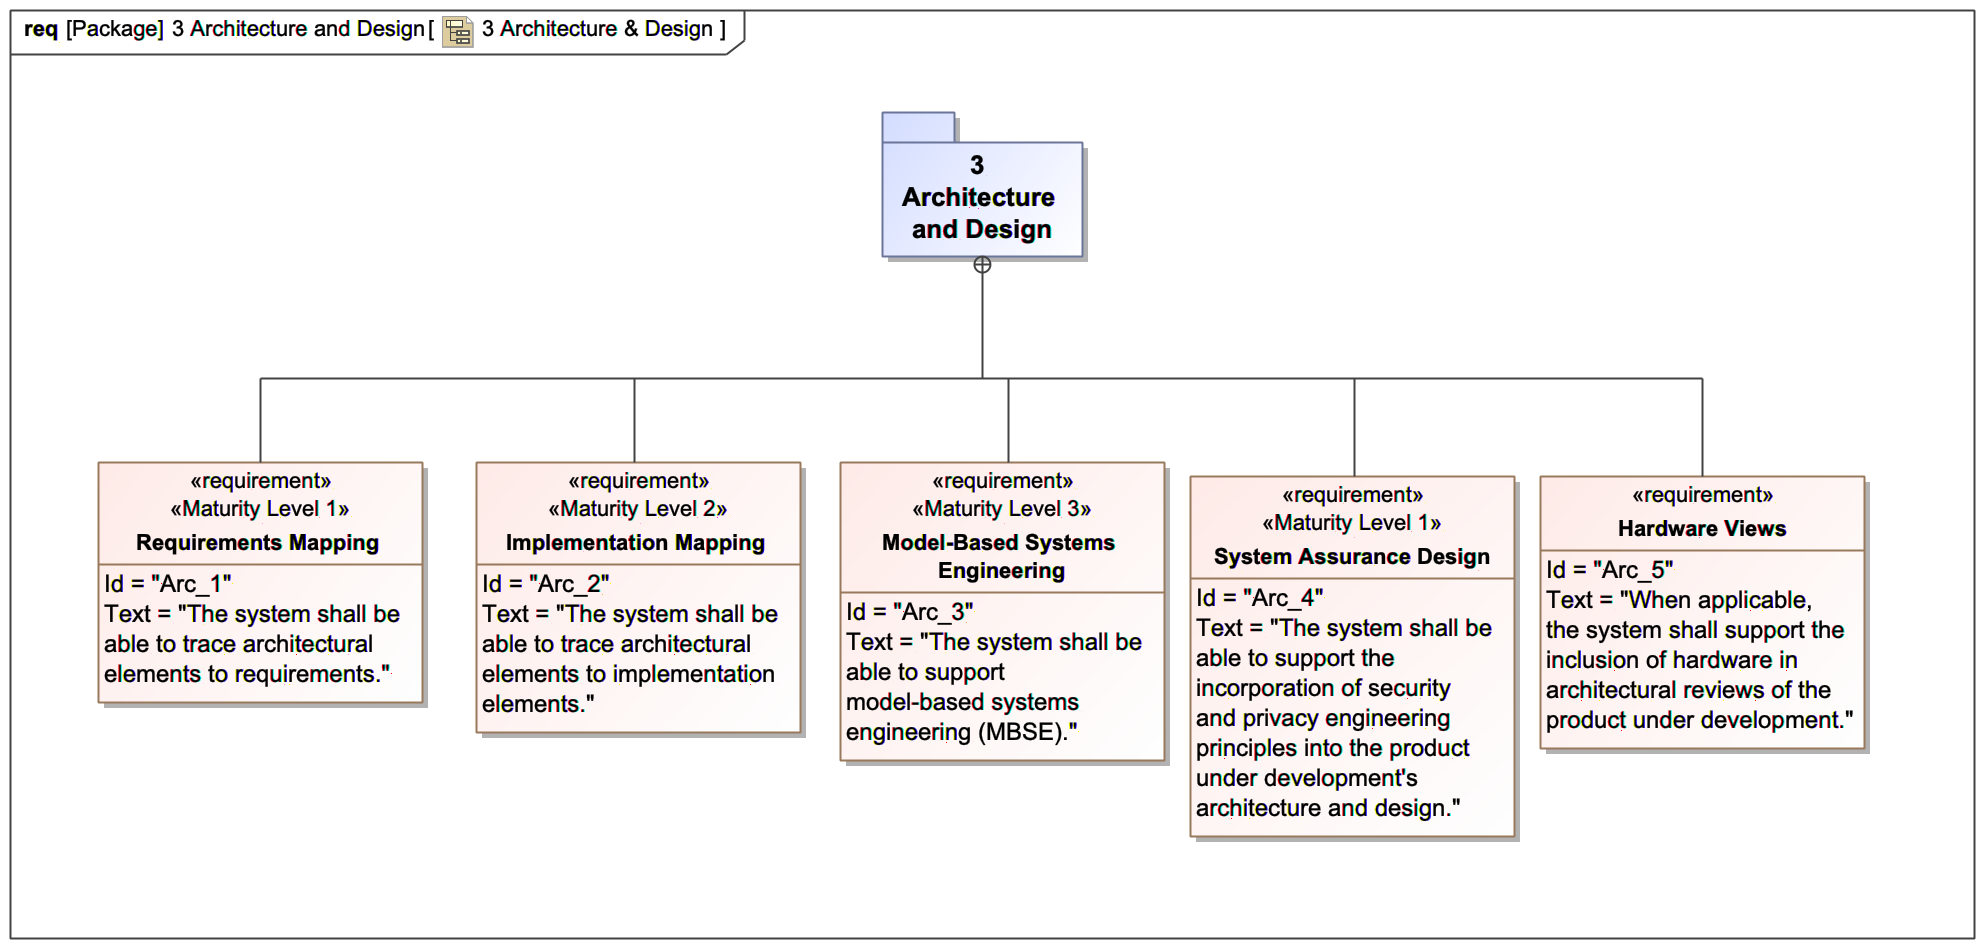 req [Package] 3 Architecture and Design[ 3 Architecture & Design ]
3
Architecture
and Design
«requirement»
«Maturity Level 1»
Requirements Mapping
Id = "Arc_1"
Text = "The system shall be
able to trace architectural
elements to requirements."
«requirement»
«Maturity Level 2»
Implementation Mapping
Id = "Arc_2"
Text = "The system shall be
able to trace architectural
elements to implementation
elements."
«requirement»
«Maturity Level 3»
Model-Based Systems
Engineering
Id = "Arc_3"
Text = "The system shall be
able to support
model-based systems
engineering (MBSE)."
«requirement»
«Maturity Level 1»
System Assurance Design
Id = "Arc_4"
Text = "The system shall be
able to support the
incorporation of security
and privacy engineering
principles into the product
under development's
architecture and design."
«requirement»
Hardware Views
Id = "Arc_5"
Text = "When applicable,
the system shall support the
inclusion of hardware in
architectural reviews of the
product under development."